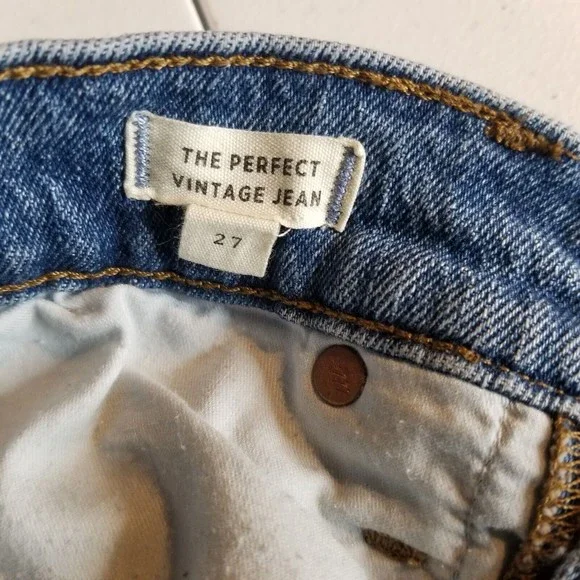 THE PERFECT
VINTAGE JEAN
27